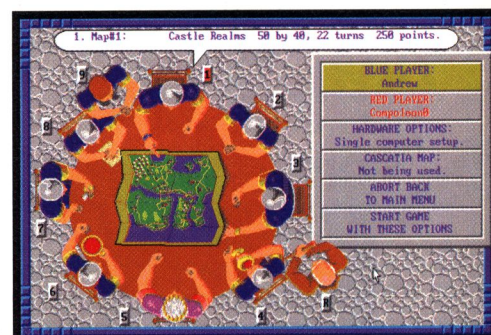 1. Map#1: Castle Realms 50 by 40, 22 turns 250 points.
9
1
2
8
3
7
6
5
4
R
BLUE PLAYER:
Andrew
RED PLAYER:
HARDWARE OPTIONS:
Single computer setup.
CASCATIA MAP:
Not being used.
ABORT BACK
TO MAIN MENU
START GAME
WITH THESE OPTIONS